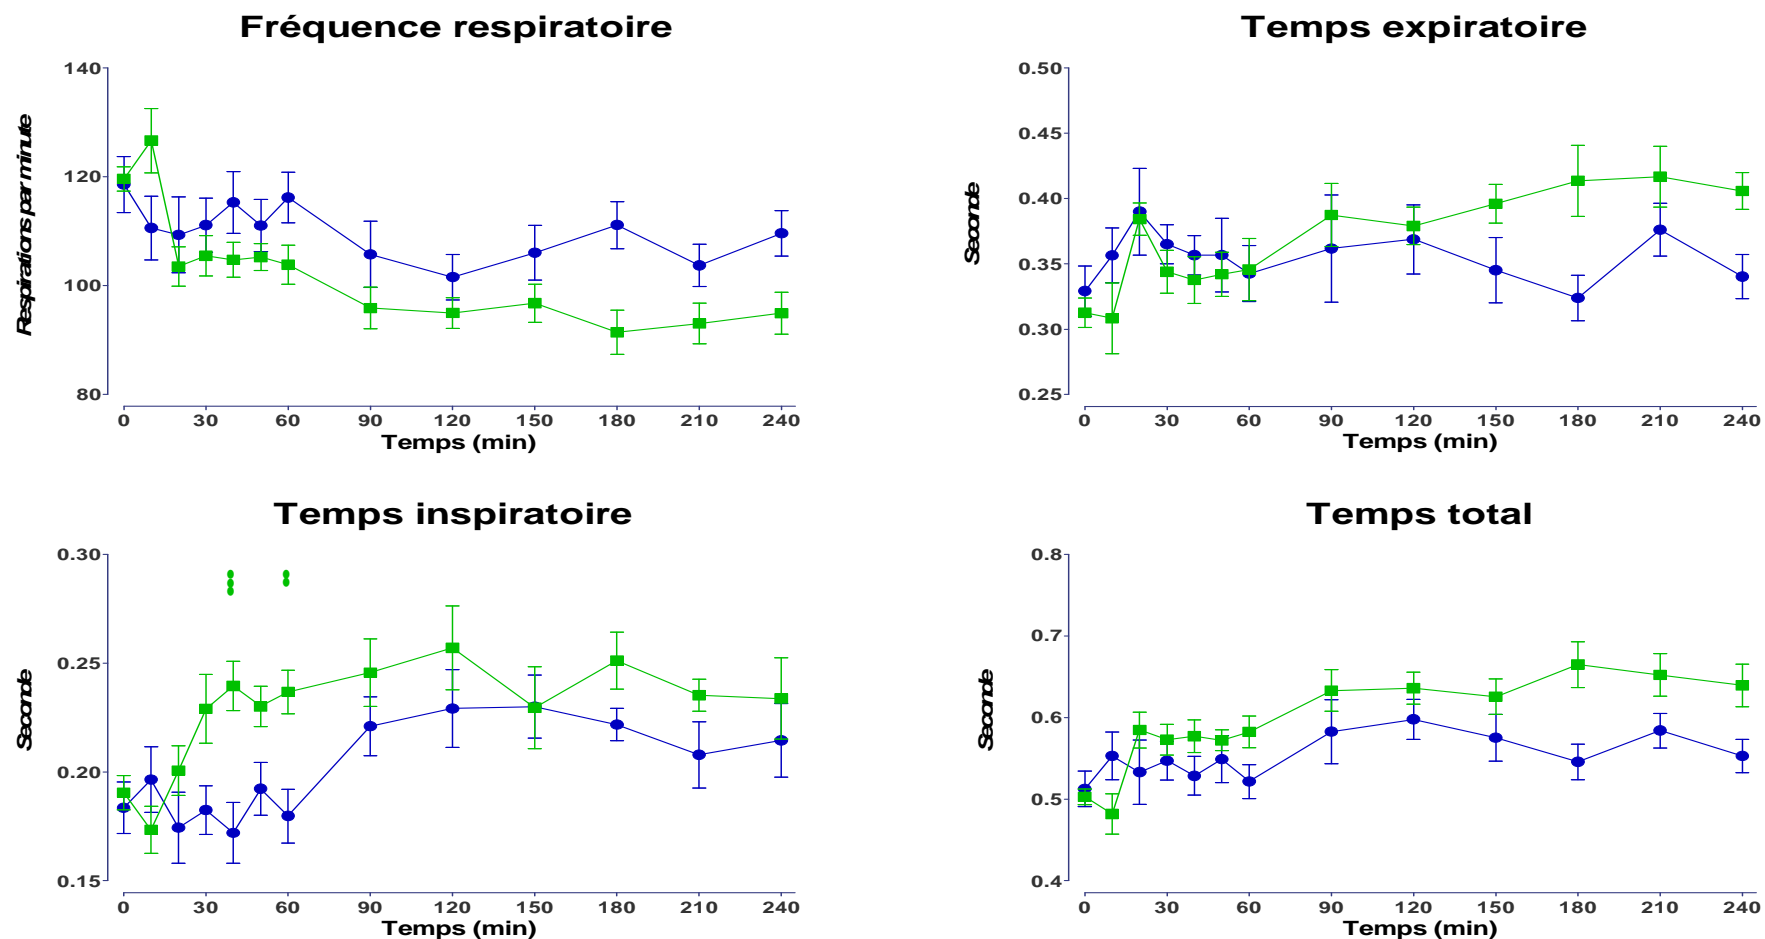 Fréquence respiratoire
Respirations par minute
140
120
100
80
0 30 60 90 120 150 180 210 240
Temps (min)
Temps expiratoire
Seconde
0.50
0.45
0.40
0.35
0.30
0.25
0 30 60 90 120 150 180 210 240
Temps (min)
Temps inspiratoire
Seconde
0.30
0.25
0.20
0.15
0 30 60 90 120 150 180 210 240
Temps (min)
Temps total
Seconde
0.8
0.7
0.6
0.5
0.4
0 30 60 90 120 150 180 210 240
Temps (min)